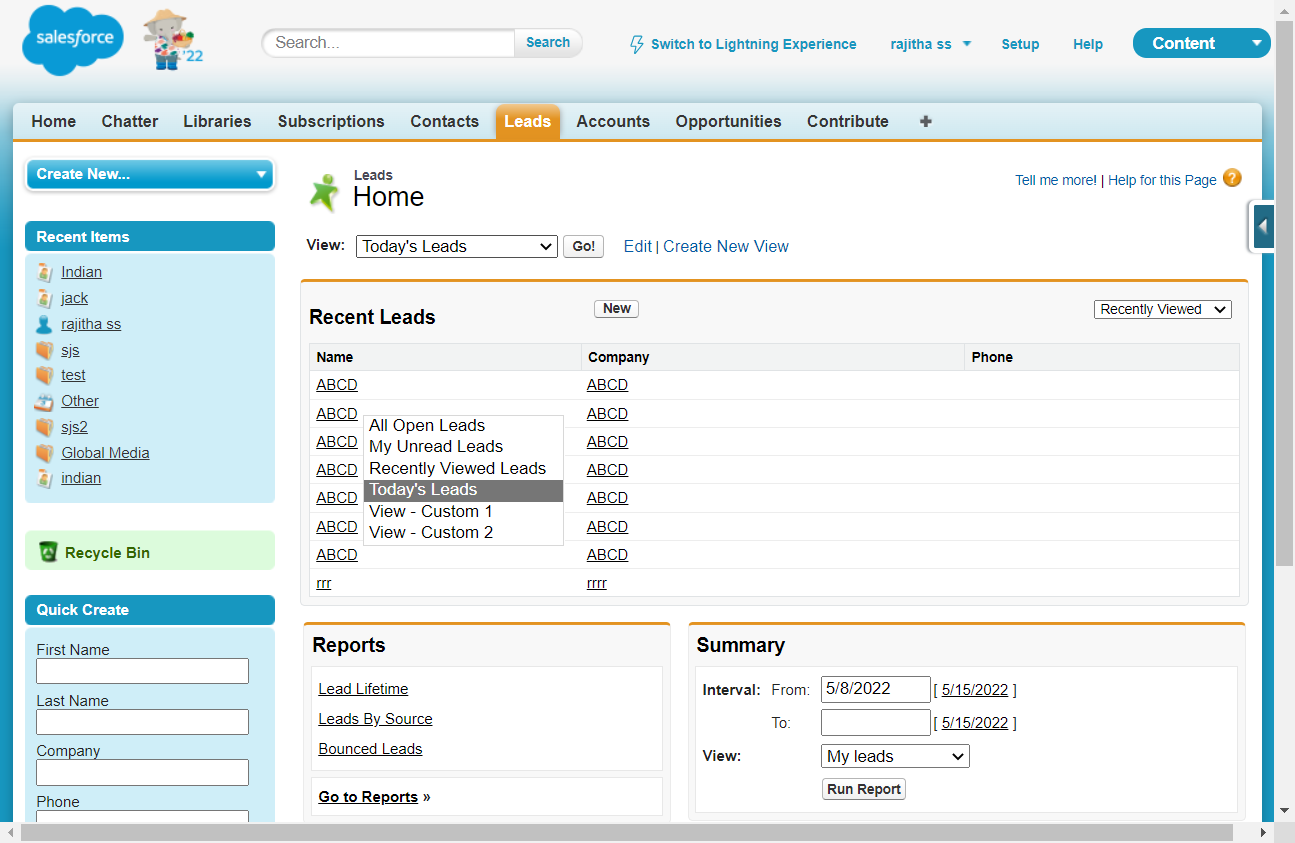 salesforce
'22
Search...
Search
Switch to Lightning Experience
rajitha ss
Setup
Help
Content
Home
Chatter
Libraries
Subscriptions
Contacts
Leads
Accounts
Opportunities
Contribute
Create New...
Recent Items
Indian
jack
rajitha ss
sjs
test
Other
sjs2
Global Media
indian
Recycle Bin
Quick Create
First Name
Last Name
Company
Phone
Leads
Home
Tell me more! | Help for this Page ?
View: Today's Leads Go! Edit | Create New View
Recent Leads
New
Recently Viewed
Name Company Phone
ABCD ABCD
ABCD ABCD
ABCD ABCD
ABCD ABCD
ABCD ABCD
ABCD ABCD
ABCD ABCD
rrr rrrr
All Open Leads
My Unread Leads
Recently Viewed Leads
Today's Leads
View - Custom 1
View - Custom 2
Reports
Lead Lifetime
Leads By Source
Bounced Leads
Go to Reports »
Summary
Interval: From: 5/8/2022 [ 5/15/2022 ]
To: [ 5/15/2022 ]
View: My leads
Run Report